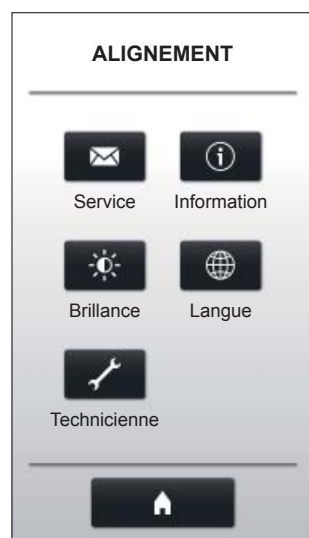 ALIGNEMENT
Service Information
Brillance Langue
Technicienne